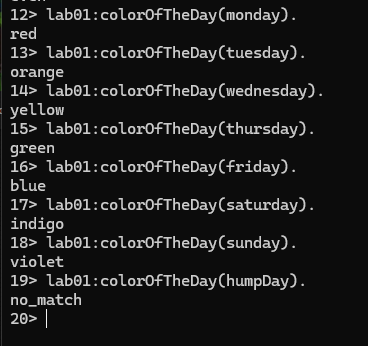 12> lab01:colorOfTheDay(monday).
red
13> lab01:colorOfTheDay(tuesday).
orange
14> lab01:colorOfTheDay(wednesday).
yellow
15> lab01:colorOfTheDay(thursday).
green
16> lab01:colorOfTheDay(friday).
blue
17> lab01:colorOfTheDay(saturday).
indigo
18> lab01:colorOfTheDay(sunday).
violet
19> lab01:colorOfTheDay(humpDay).
no_match
20>